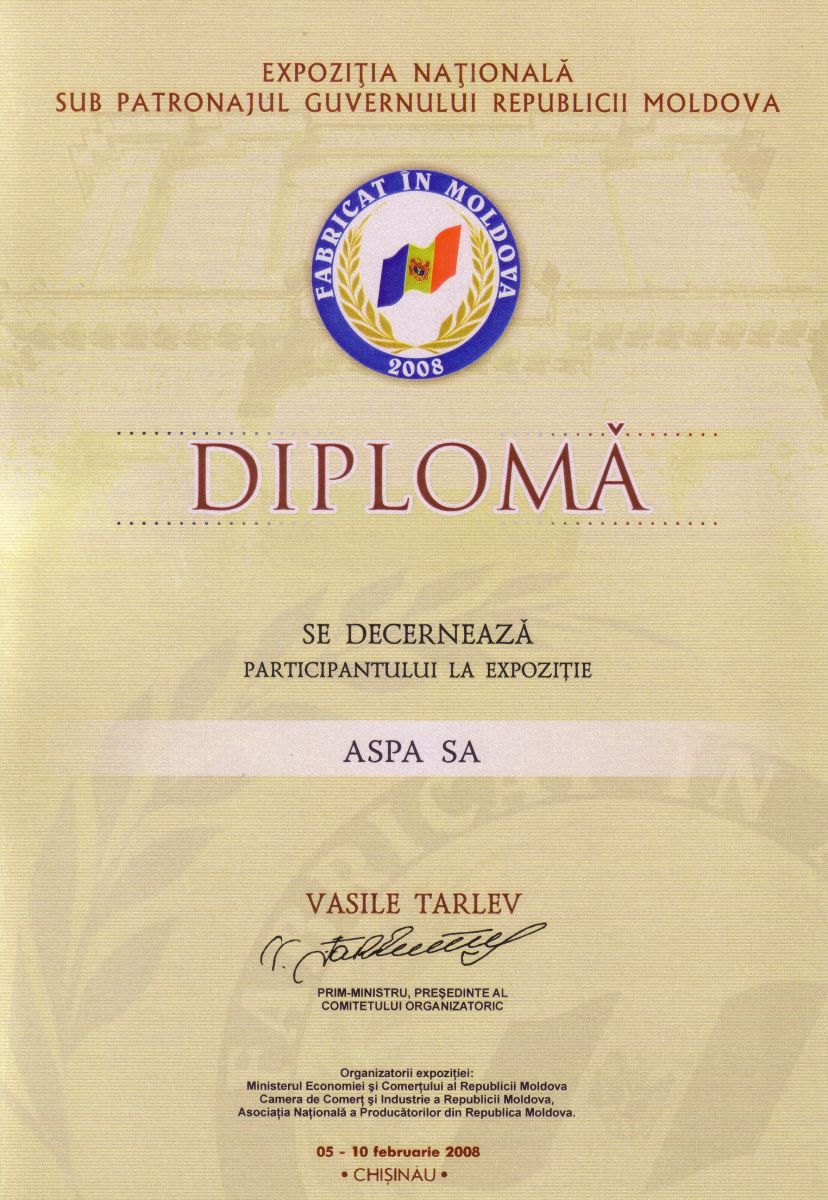 EXPOZIŢIA NAŢIONALĂ
SUB PATRONAJUL GUVERNULUI REPUBLICII MOLDOVA
FABRICAT ÎN MOLDOVA
2008
DIPLOMĂ
SE DECERNEAZĂ
PARTICIPANTULUI LA EXPOZIŢIE
ASPA SA
VASILE TARLEV
PRIM-MINISTRU, PREŞEDINTE AL
COMITETULUI ORGANIZATORIC
Organizatorii expoziţiei:
Ministerul Economiei şi Comerţului al Republicii Moldova
Camera de Comerţ şi Industrie a Republicii Moldova,
Asociaţia Naţională a Producătorilor din Republica Moldova.
05 - 10 februarie 2008
• CHIŞINĂU •